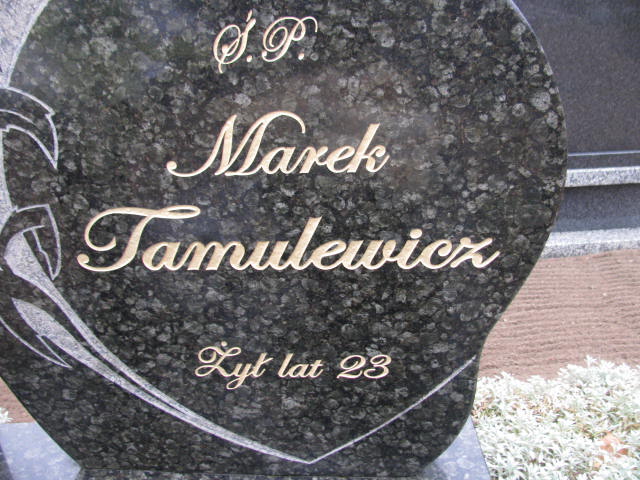 Ś.P.
Marek
Tamulewicz
Żył lat 23